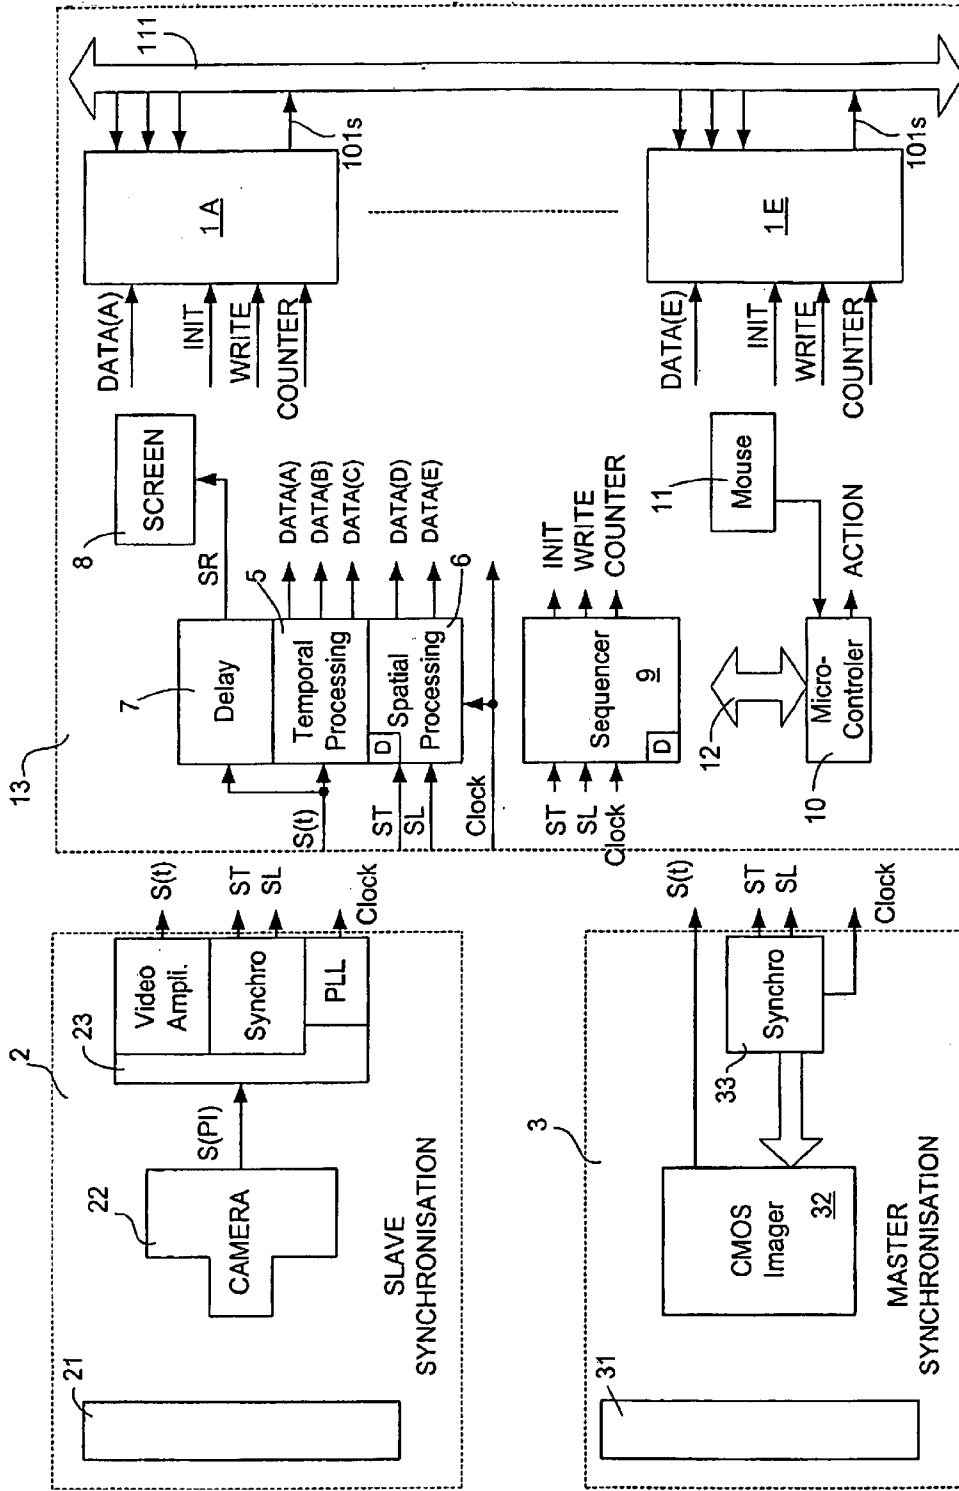 13
111
7
Delay
SR
8
SCREEN
5
Temporal
Processing
D
Spatial
Processing
6
S(t)
ST
SL
Clock
DATA(A)
DATA(B)
DATA(C)
DATA(D)
DATA(E)
DATA(A)
INIT
WRITE
COUNTER
1A
101s
2
21
22
CAMERA
S(PI)
23
Video
Ampli.
Synchro
PLL
S(t)
ST
SL
Clock
SLAVE
SYNCHRONISATION
ST
SL
Clock
Sequencer
9
D
INIT
WRITE
COUNTER
12
10
Micro-
Controler
ACTION
11
Mouse
DATA(E)
INIT
WRITE
COUNTER
1E
101s
3
31
CMOS
Imager
32
33
Synchro
S(t)
ST
SL
Clock
MASTER
SYNCHRONISATION